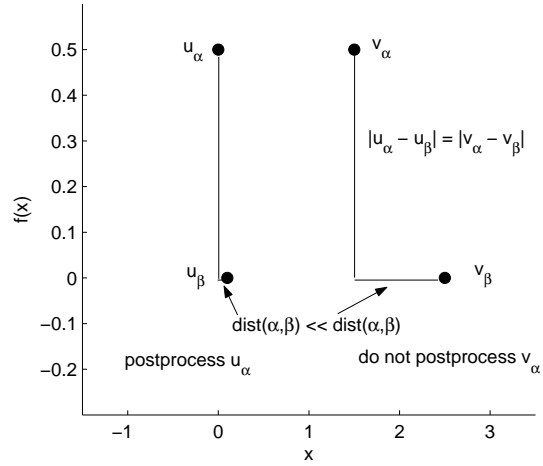 u_α
v_α
0.5
0.4
|u_α − u_β| = |v_α − v_β|
0.3
0.2
f(x)
0.1
u_β
v_β
0
dist(α,β) << dist(α,β)
−0.1
postprocess u_α
do not postprocess v_α
−0.2
−1
0
1
2
3
x